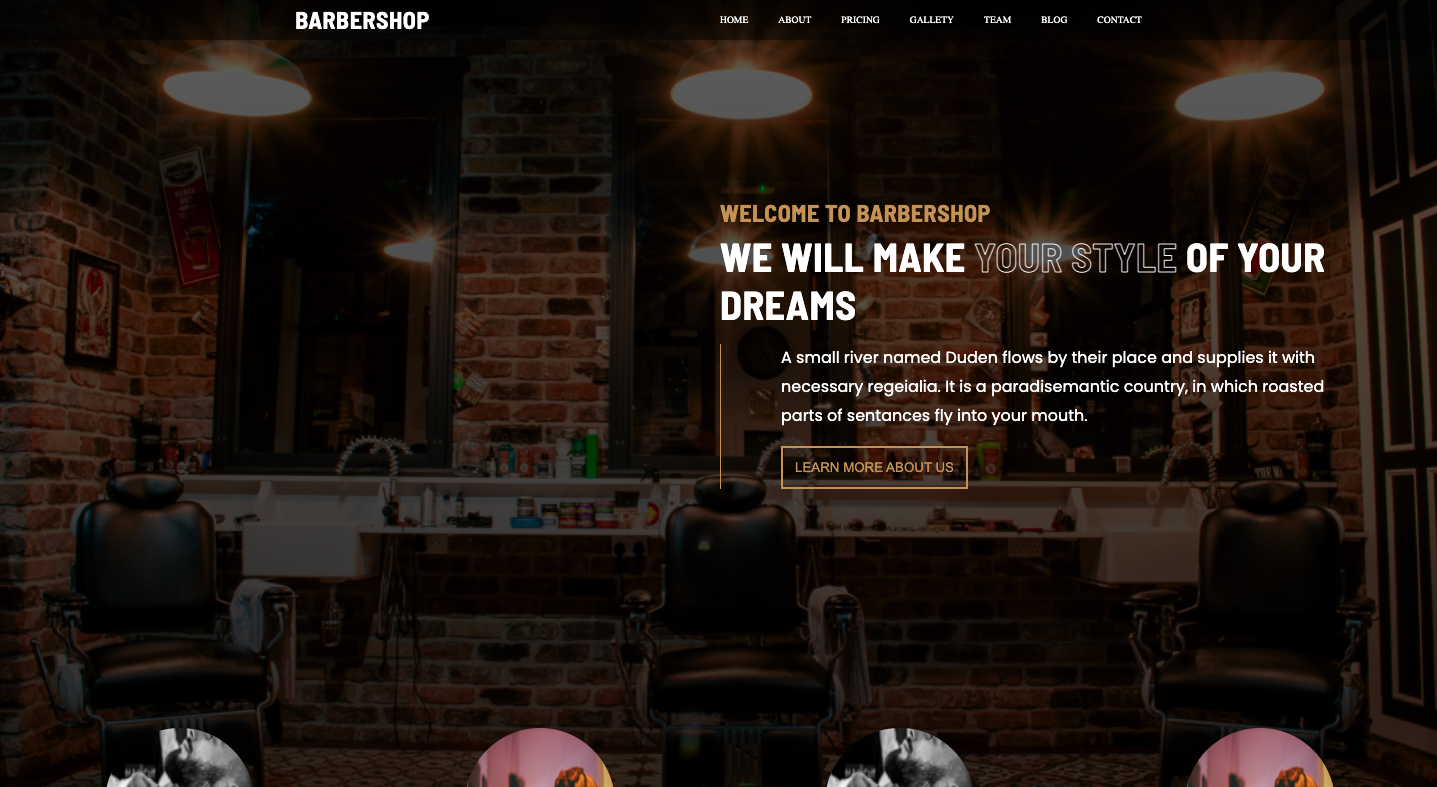 BARBERSHOP
HOME ABOUT PRICING GALLETY TEAM BLOG CONTACT
WELCOME TO BARBERSHOP
WE WILL MAKE YOUR STYLE OF YOUR
DREAMS
A small river named Duden flows by their place and supplies it with
necessary regeialia. It is a paradisemantic country, in which roasted
parts of sentances fly into your mouth.
LEARN MORE ABOUT US